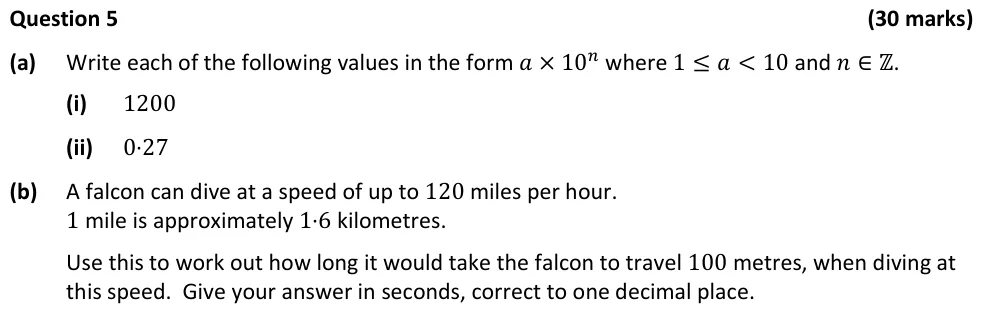 Question 5 (30 marks)
(a) Write each of the following values in the form a × 10ⁿ where 1 ≤ a < 10 and n ∈ ℤ.
(i) 1200
(ii) 0·27
(b) A falcon can dive at a speed of up to 120 miles per hour.
1 mile is approximately 1·6 kilometres.
Use this to work out how long it would take the falcon to travel 100 metres, when diving at
this speed. Give your answer in seconds, correct to one decimal place.